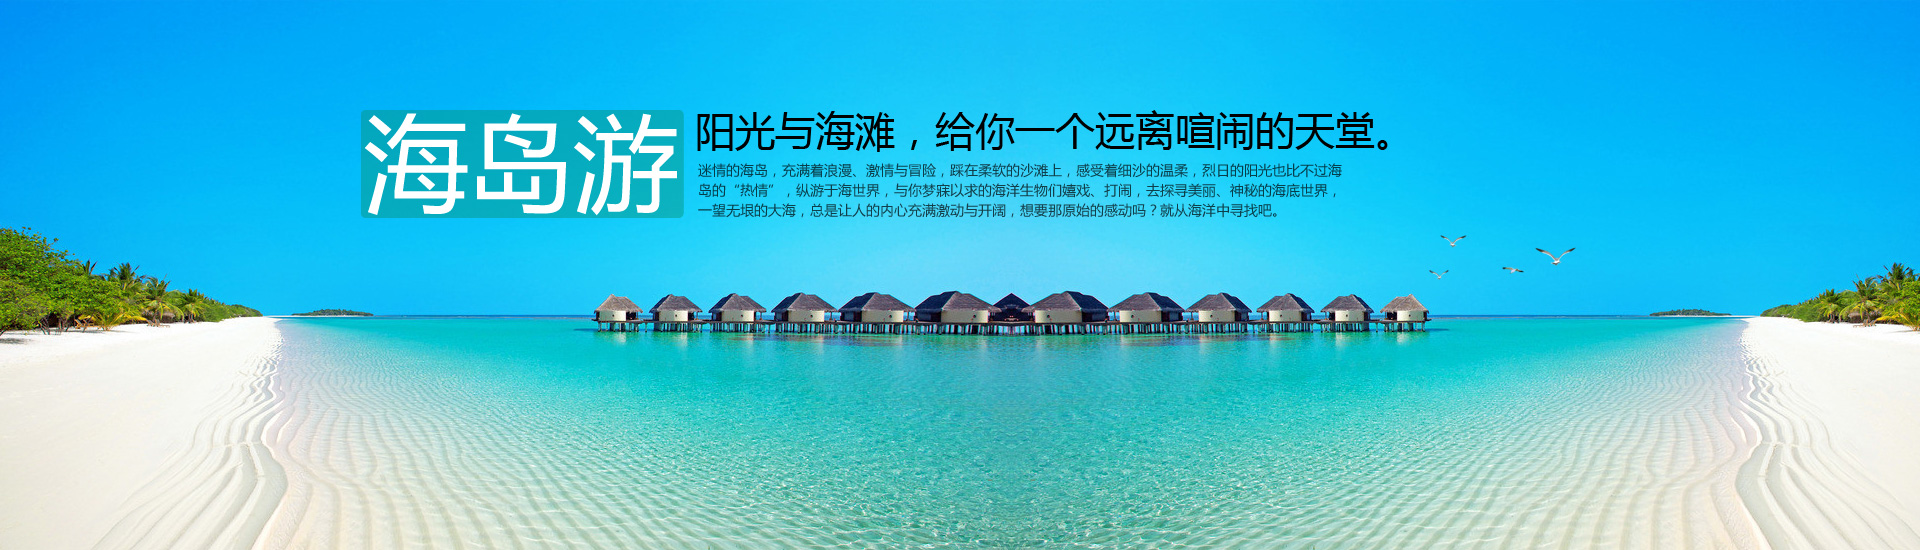 海岛游
阳光与海滩，给你一个远离喧闹的天堂。
迷情的海岛，充满着浪漫、激情与冒险，踩在柔软的沙滩上，感受着细沙的温柔，烈日的阳光也比不过海
岛的“热情”，纵游于海世界，与你梦寐以求的海洋生物们嬉戏、打闹，去探寻美丽、神秘的海底世界，
一望无垠的大海，总是让人的内心充满激动与开阔，想要那原始的感动吗？就从海洋中寻找吧。